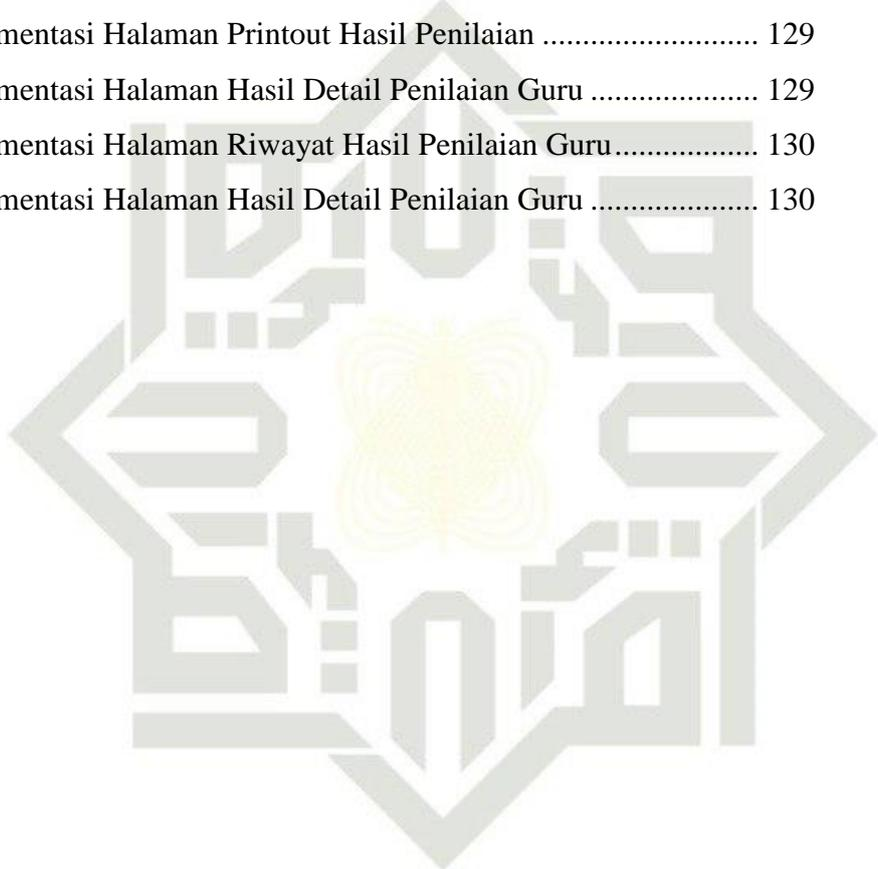 mentasi Halaman Printout Hasil Penilaian ........................ 129
mentasi Halaman Hasil Detail Penilaian Guru ................... 129
mentasi Halaman Riwayat Hasil Penilaian Guru................ 130
mentasi Halaman Hasil Detail Penilaian Guru ................... 130